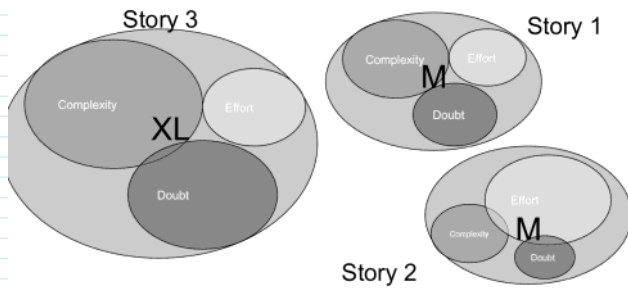 Story 3
Complexity
Effort
XL
Doubt
Story 1
Complexity
Effort
M
Doubt
Effort
Complexity
M
Doubt
Story 2